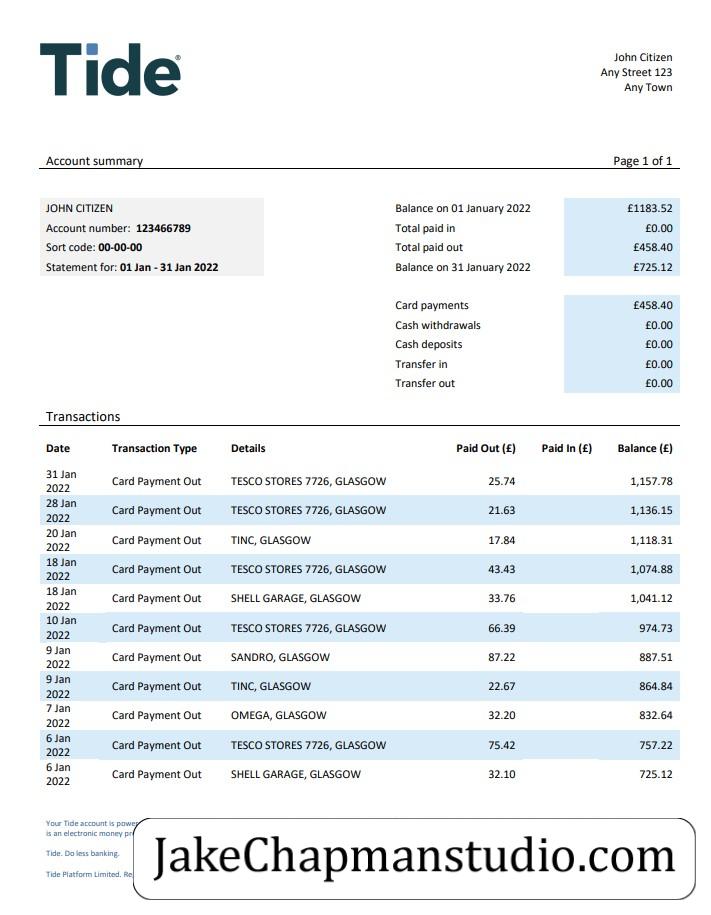 Tide®
John Citizen
Any Street 123
Any Town
Account summary Page 1 of 1
JOHN CITIZEN
Account number: 123466789
Sort code: 00-00-00
Statement for: 01 Jan - 31 Jan 2022
Balance on 01 January 2022 £1183.52
Total paid in £0.00
Total paid out £458.40
Balance on 31 January 2022 £725.12
Card payments £458.40
Cash withdrawals £0.00
Cash deposits £0.00
Transfer in £0.00
Transfer out £0.00
Transactions
Date Transaction Type Details Paid Out (£) Paid In (£) Balance (£)
31 Jan 2022 Card Payment Out TESCO STORES 7726, GLASGOW 25.74 1,157.78
28 Jan 2022 Card Payment Out TESCO STORES 7726, GLASGOW 21.63 1,136.15
20 Jan 2022 Card Payment Out TINC, GLASGOW 17.84 1,118.31
18 Jan 2022 Card Payment Out TESCO STORES 7726, GLASGOW 43.43 1,074.88
18 Jan 2022 Card Payment Out SHELL GARAGE, GLASGOW 33.76 1,041.12
10 Jan 2022 Card Payment Out TESCO STORES 7726, GLASGOW 66.39 974.73
9 Jan 2022 Card Payment Out SANDRO, GLASGOW 87.22 887.51
9 Jan 2022 Card Payment Out TINC, GLASGOW 22.67 864.84
7 Jan 2022 Card Payment Out OMEGA, GLASGOW 32.20 832.64
6 Jan 2022 Card Payment Out TESCO STORES 7726, GLASGOW 75.42 757.22
6 Jan 2022 Card Payment Out SHELL GARAGE, GLASGOW 32.10 725.12
Your Tide account is
is an electronic money
Tide. Do less banking.
Tide Platform Limited.
JakeChapmanstudio.com